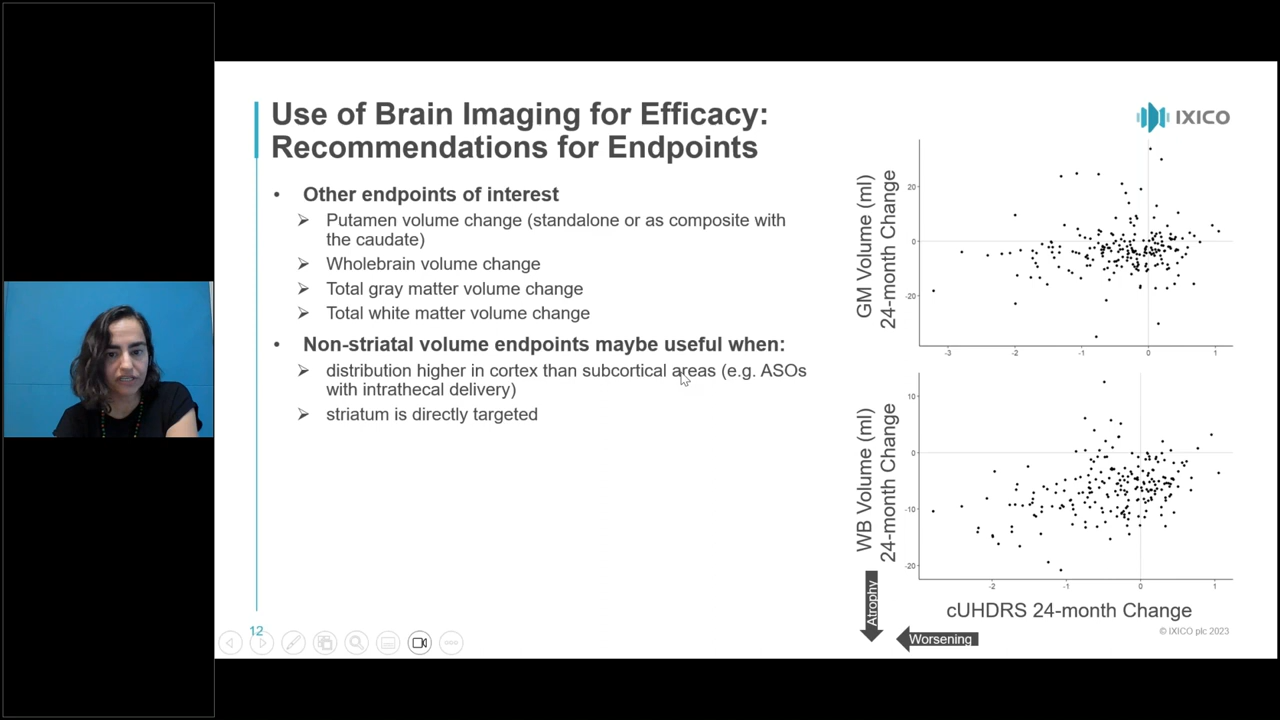 Use of Brain Imaging for Efficacy:
Recommendations for Endpoints
IXICO
• Other endpoints of interest
Putamen volume change (standalone or as composite with
the caudate)
Wholebrain volume change
Total gray matter volume change
Total white matter volume change
• Non-striatal volume endpoints maybe useful when:
distribution higher in cortex than subcortical areas (e.g. ASOs
with intrathecal delivery)
striatum is directly targeted
GM Volume (ml)
24-month Change
20
0
-20
-3 -2 -1 0 1
WB Volume (ml)
24-month Change
10
0
-10
-20
-2 -1 0 1
cUHDRS 24-month Change
Atrophy
Worsening
© IXICO plc 2023
12